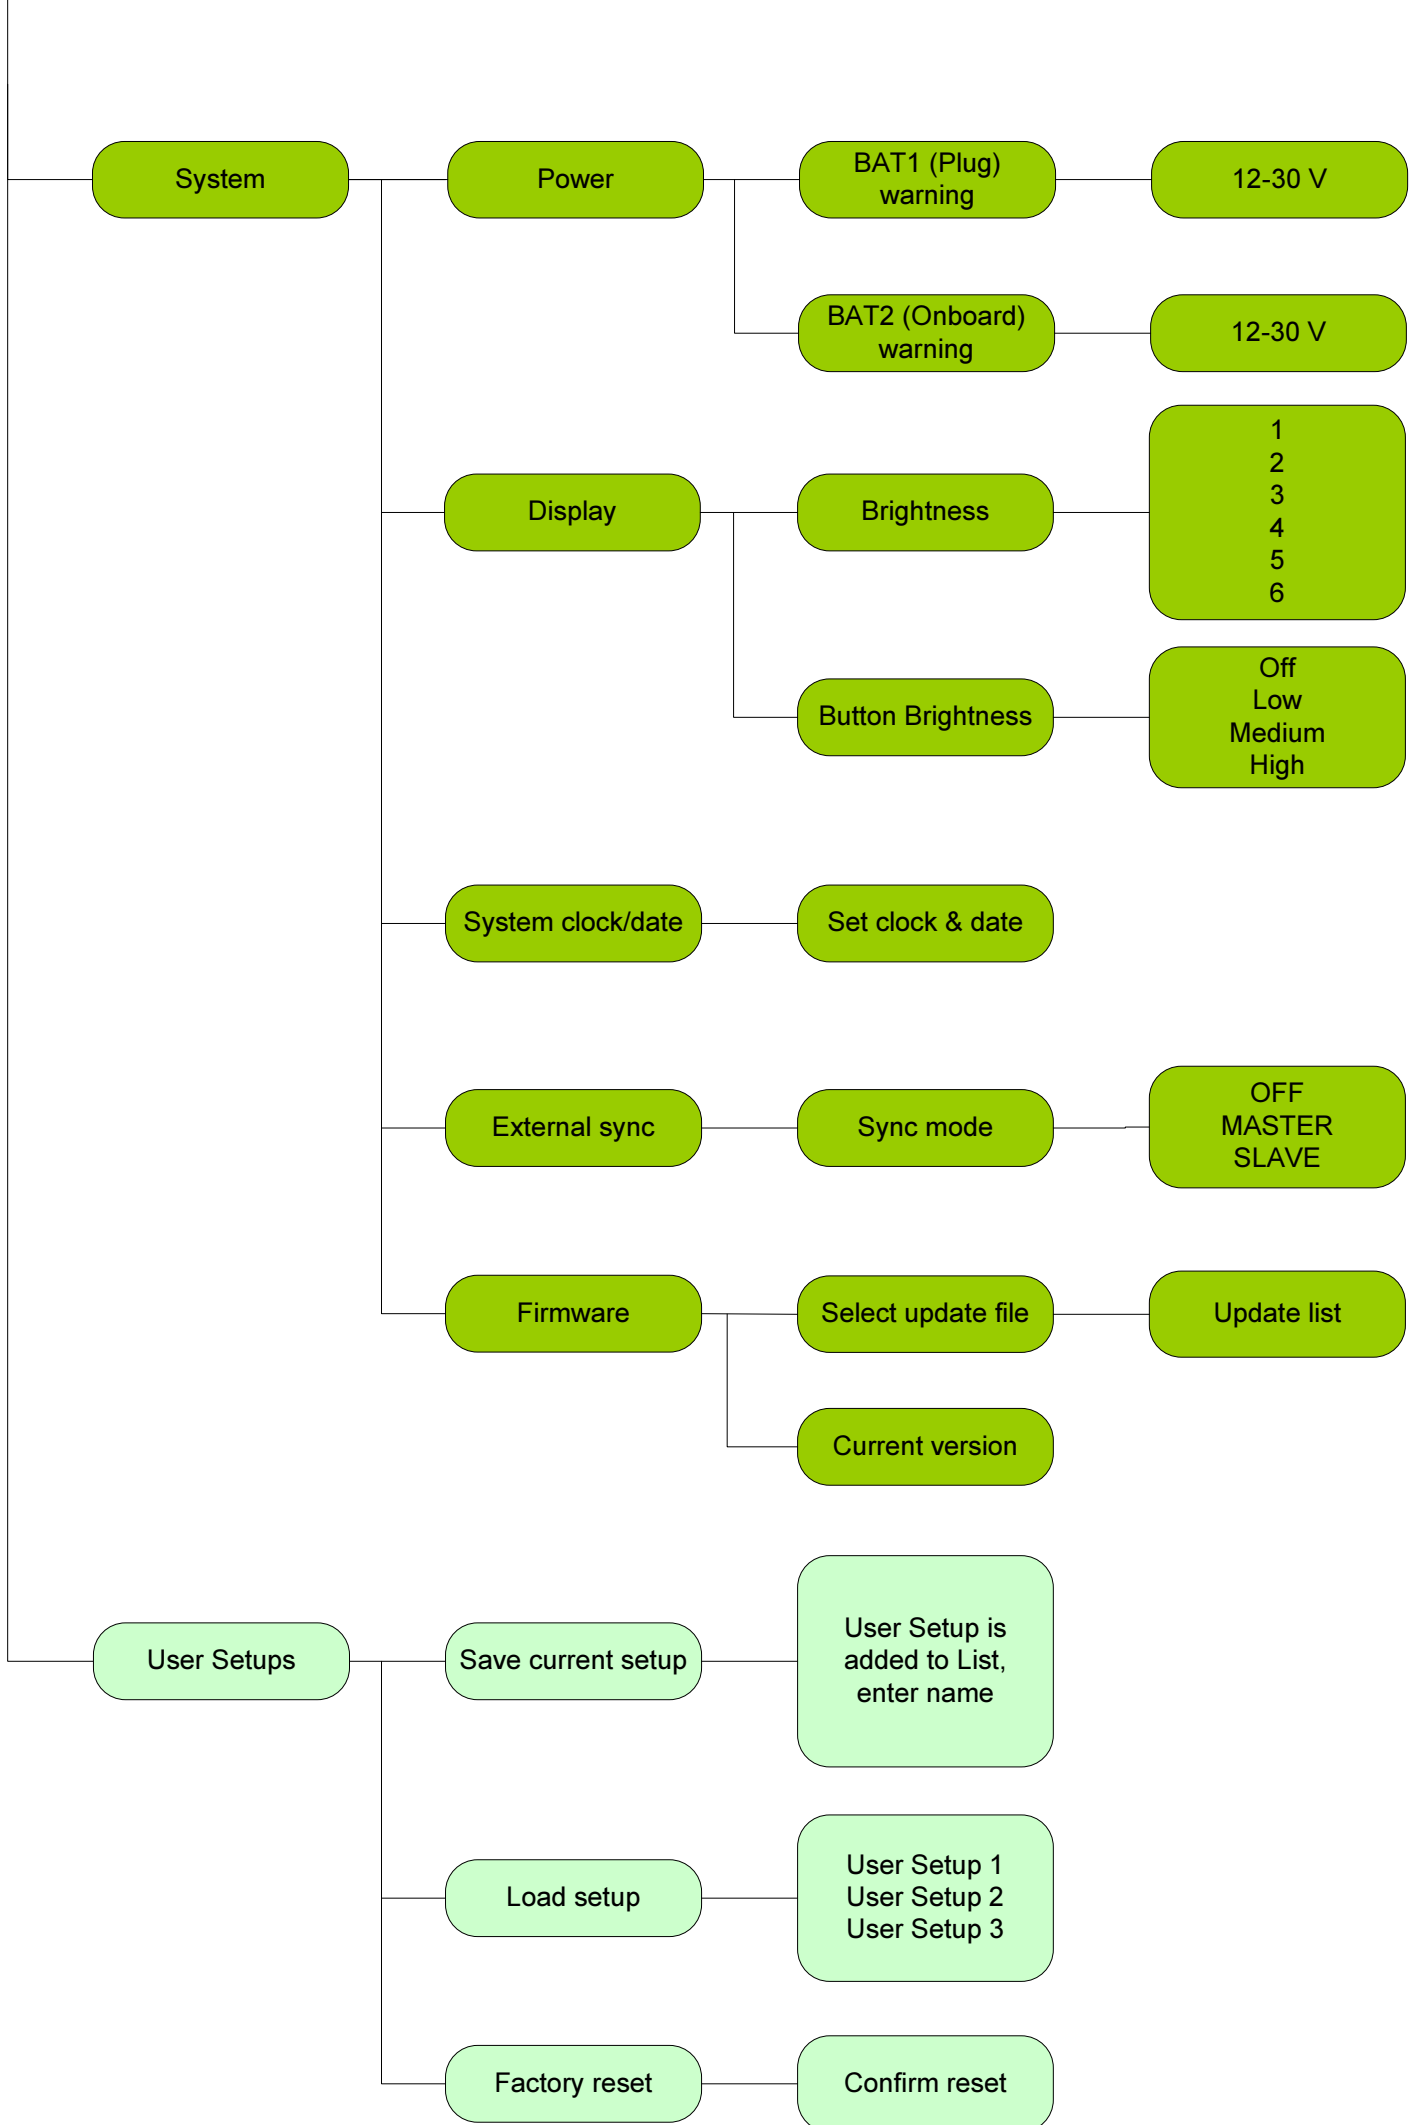 System
Power
BAT1 (Plug)
warning
12-30 V
BAT2 (Onboard)
warning
12-30 V
Display
Brightness
1
2
3
4
5
6
Button Brightness
Off
Low
Medium
High
System clock/date
Set clock & date
External sync
Sync mode
OFF
MASTER
SLAVE
Firmware
Select update file
Update list
Current version
User Setups
Save current setup
User Setup is
added to List,
enter name
Load setup
User Setup 1
User Setup 2
User Setup 3
Factory reset
Confirm reset